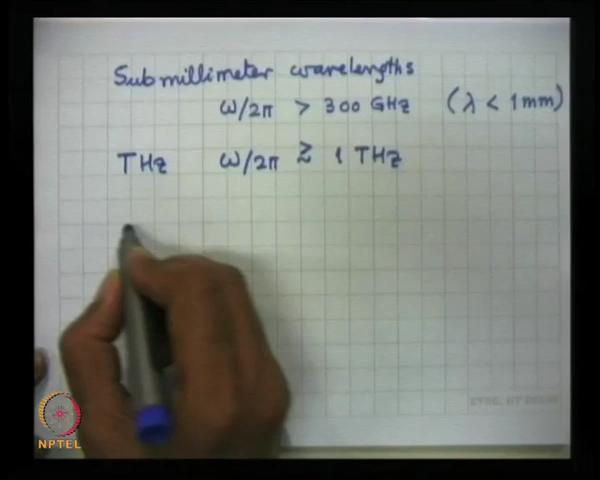 Submillimeter wavelengths
ω/2π > 300 GHz (λ < 1mm)
THz ω/2π ≳ 1 THz
NPTEL